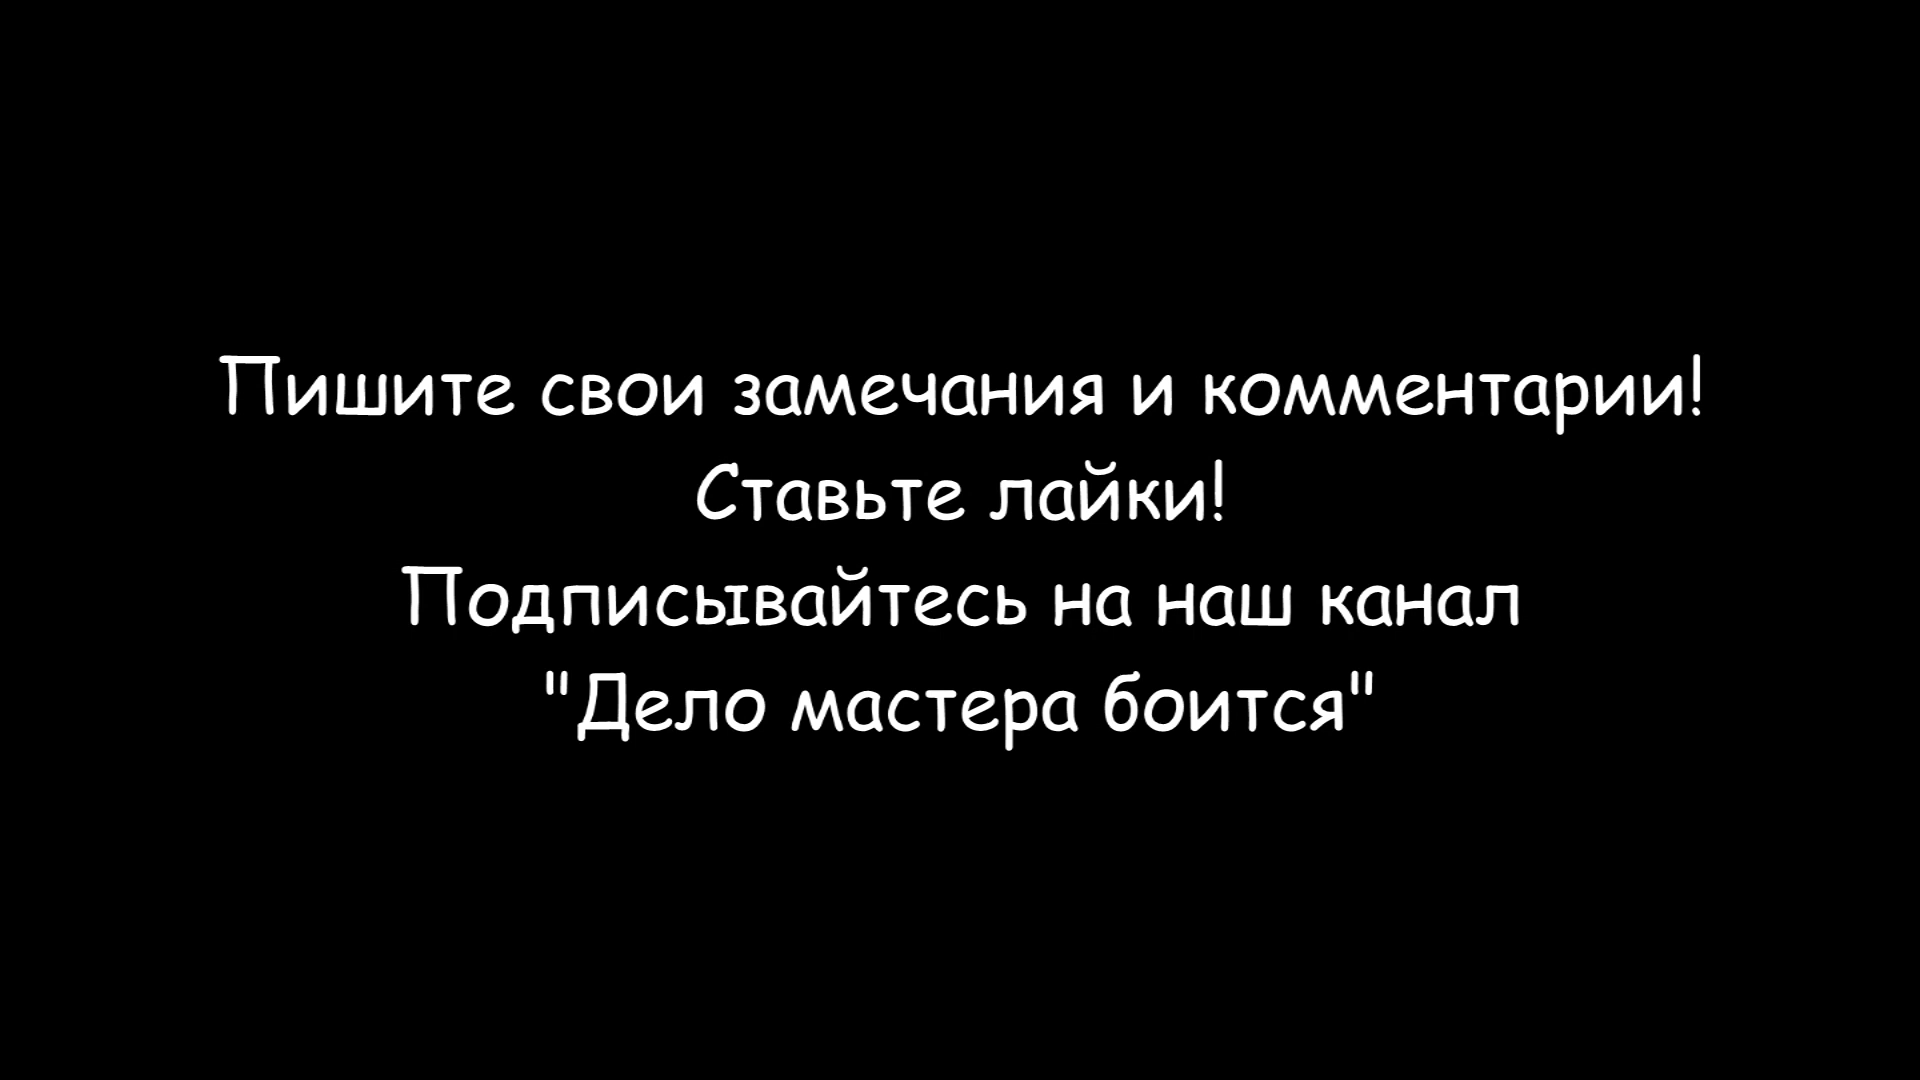 Пишите свои замечания и комментарии!
Ставьте лайки!
Подписывайтесь на наш канал
"Дело мастера боится"